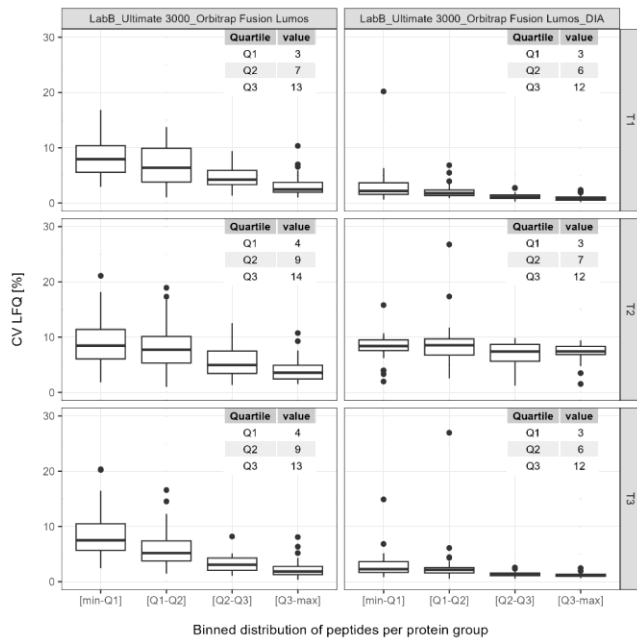 LabB_Ultimate 3000_Orbitrap Fusion Lumos
LabB_Ultimate 3000_Orbitrap Fusion Lumos_DIA
CV LFQ [%]
30
20
10
0
Quartile value
Q1 3
Q2 7
Q3 13
Quartile value
Q1 3
Q2 6
Q3 12
T1
30
20
10
0
Quartile value
Q1 4
Q2 9
Q3 14
Quartile value
Q1 3
Q2 7
Q3 12
T2
30
20
10
0
Quartile value
Q1 4
Q2 9
Q3 13
Quartile value
Q1 3
Q2 6
Q3 12
T3
[min-Q1] [Q1-Q2] [Q2-Q3] [Q3-max]
[min-Q1] [Q1-Q2] [Q2-Q3] [Q3-max]
Binned distribution of peptides per protein group